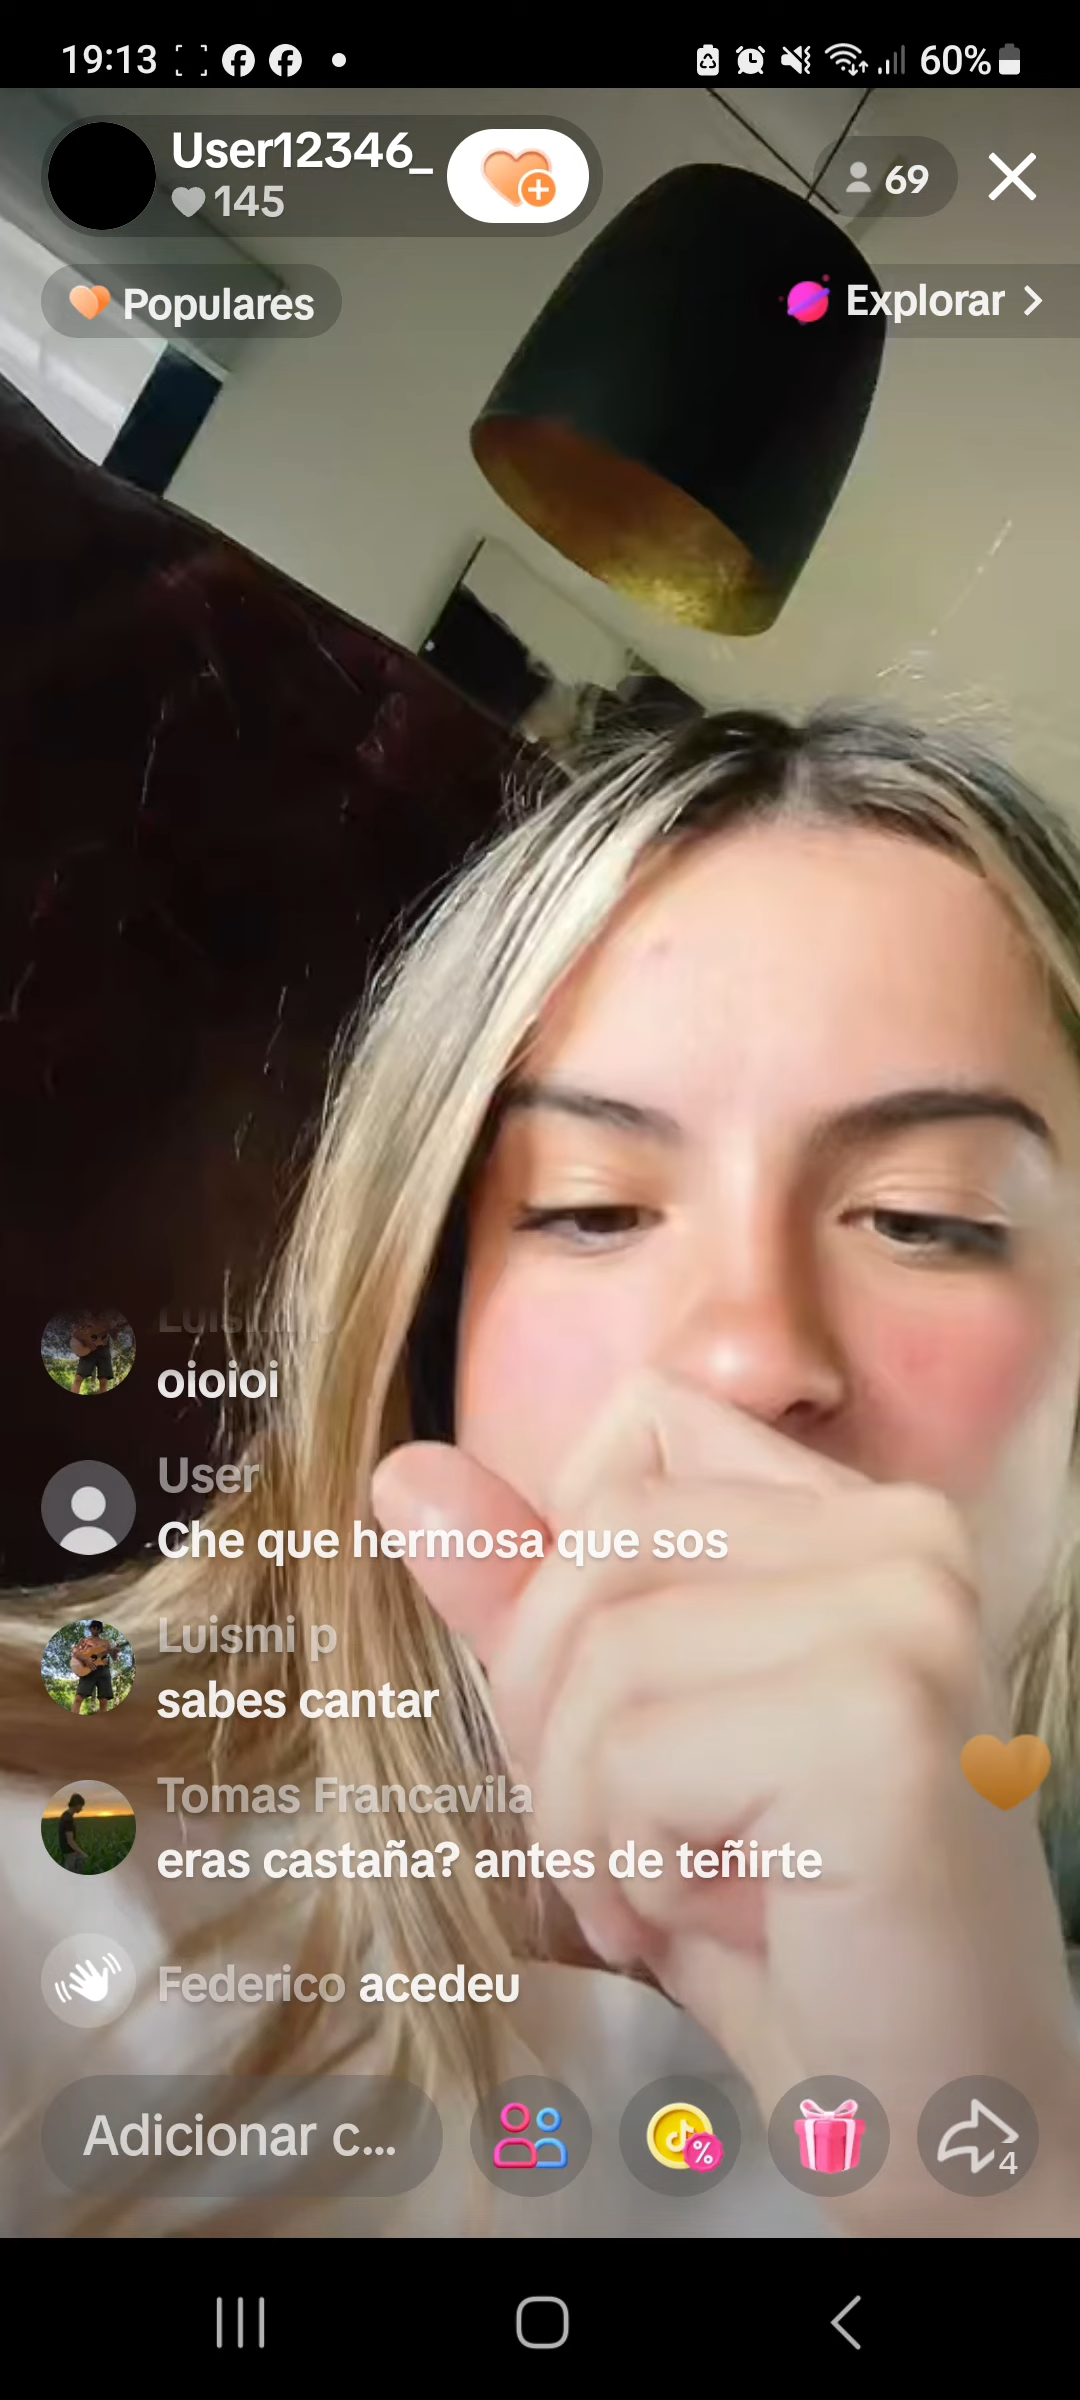 19:13
60%
User12346_
145
69
Populares
Explorar
Luismi p
oioioi
User
Che que hermosa que sos
Luismi p
sabes cantar
Tomas Francavila
eras castaña? antes de teñirte
Federico acedeu
Adicionar c...
%
4